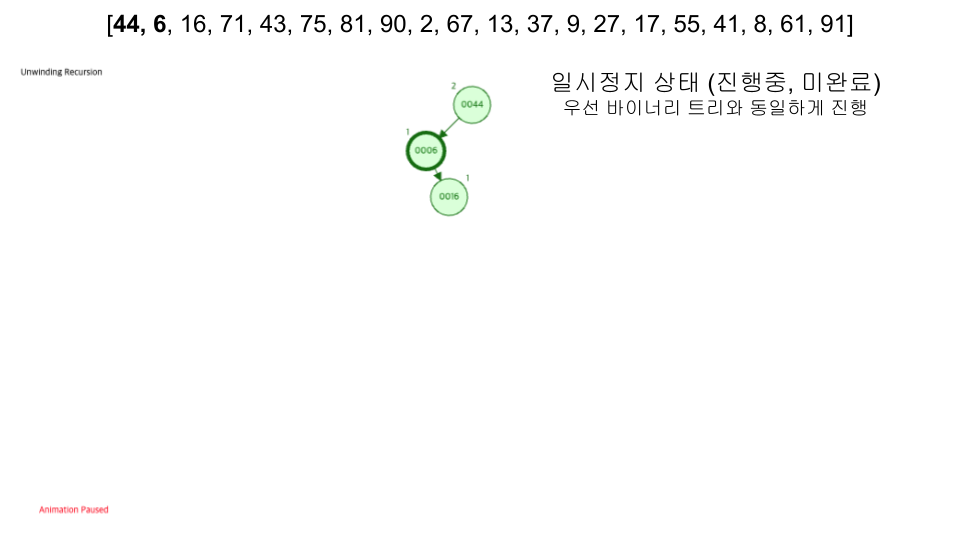 [44, 6, 16, 71, 43, 75, 81, 90, 2, 67, 13, 37, 9, 27, 17, 55, 41, 8, 61, 91]
Unwinding Recursion
일시정지 상태 (진행중, 미완료)
우선 바이너리 트리와 동일하게 진행
2
0044
1
0006
1
0016
Animation Paused